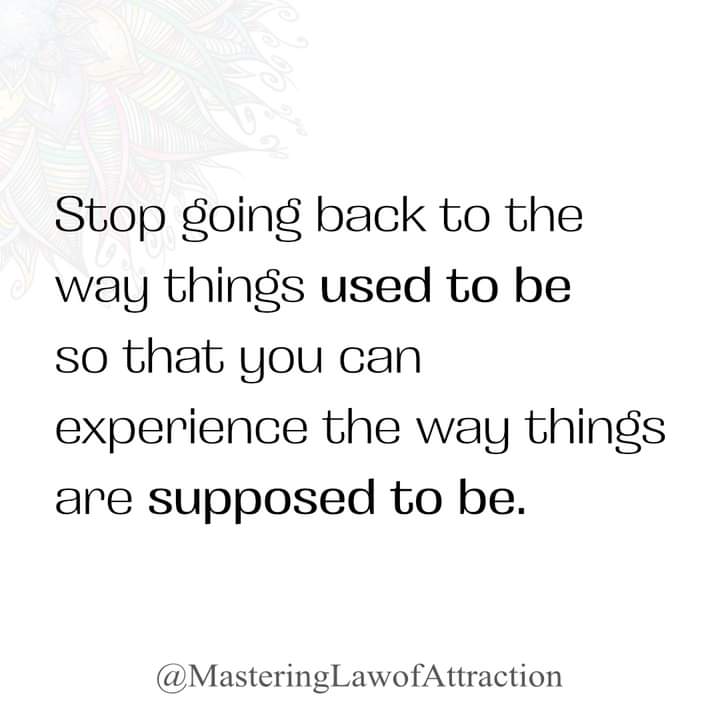 Stop going back to the
way things used to be
so that you can
experience the way things
are supposed to be.
@MasteringLawofAttraction